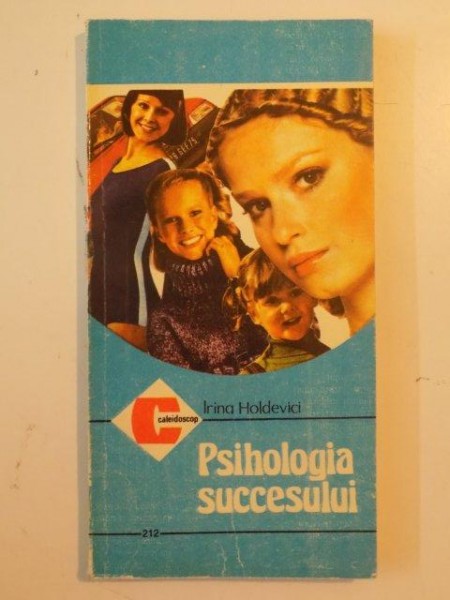 Irina Holdevici
C
caleidoscop
Psihologia
succesului
212